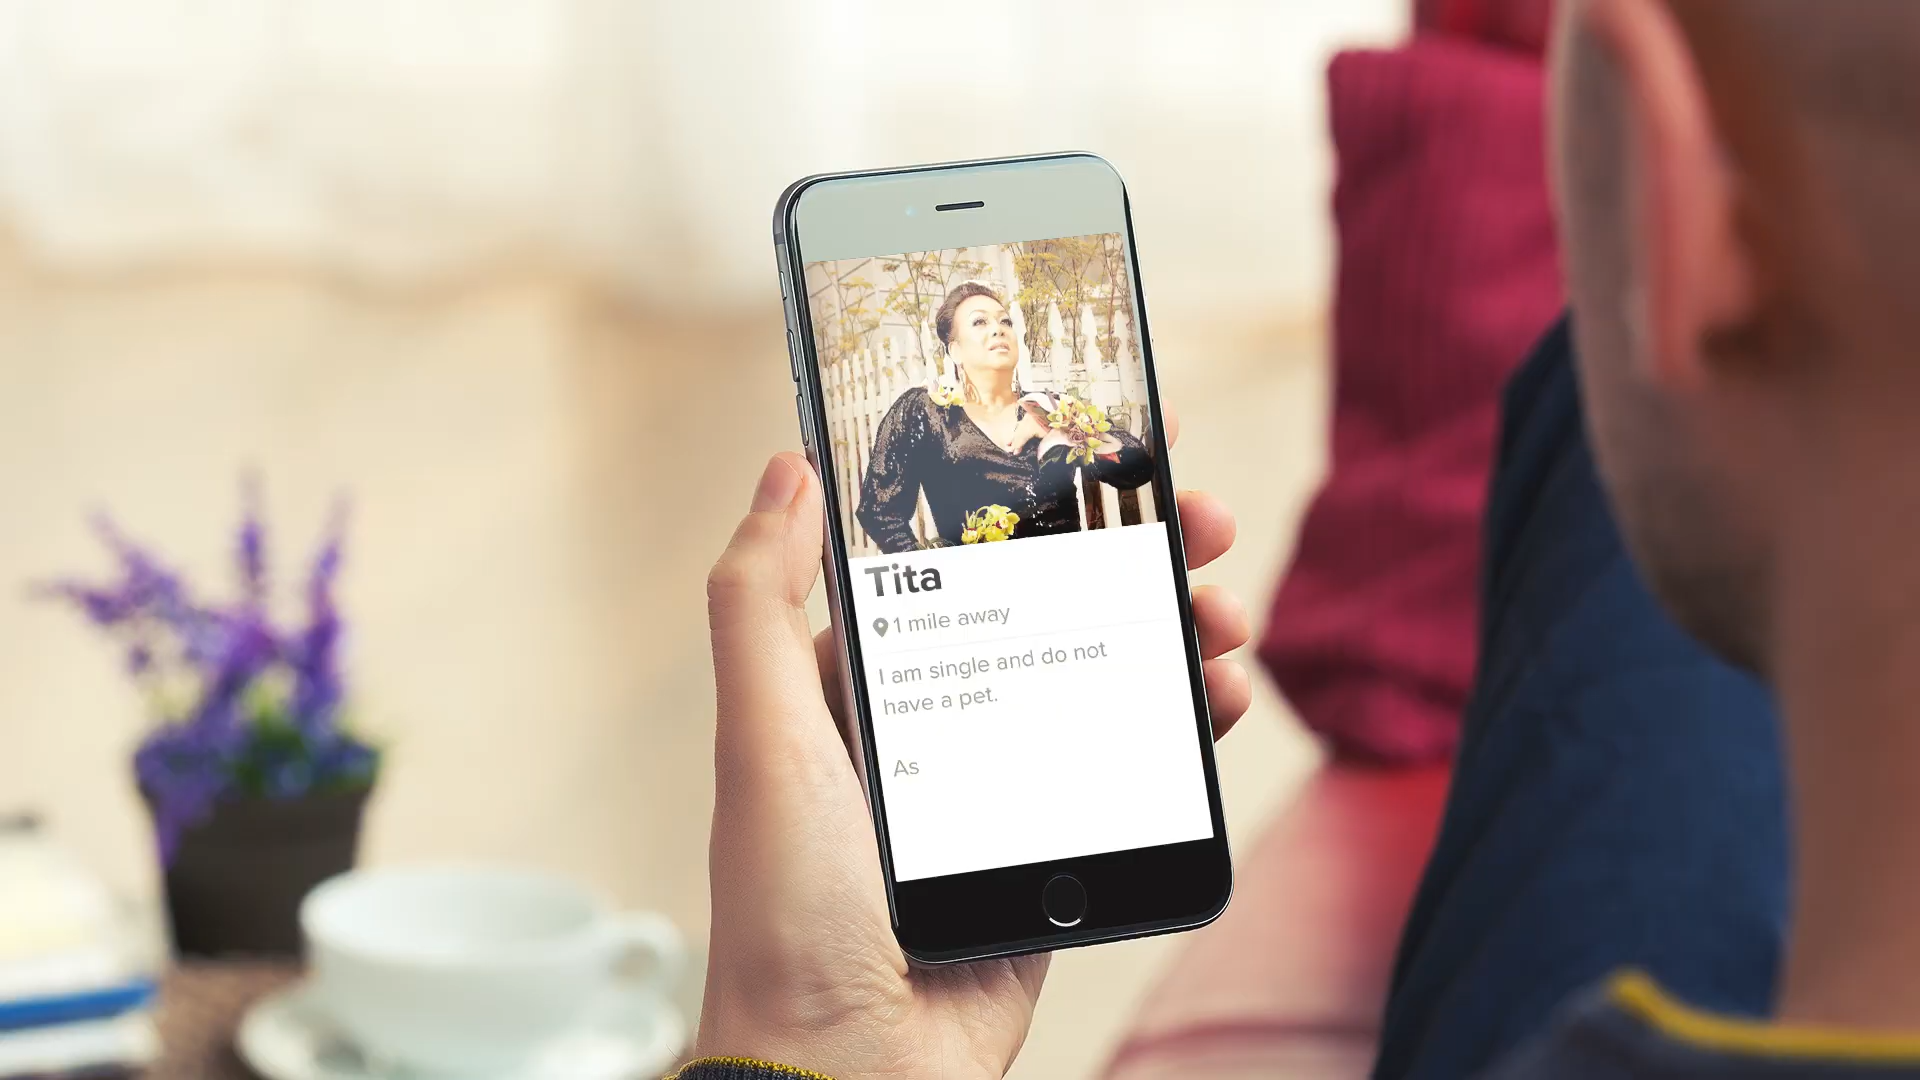 Tita
1 mile away
I am single and do not
have a pet.
As